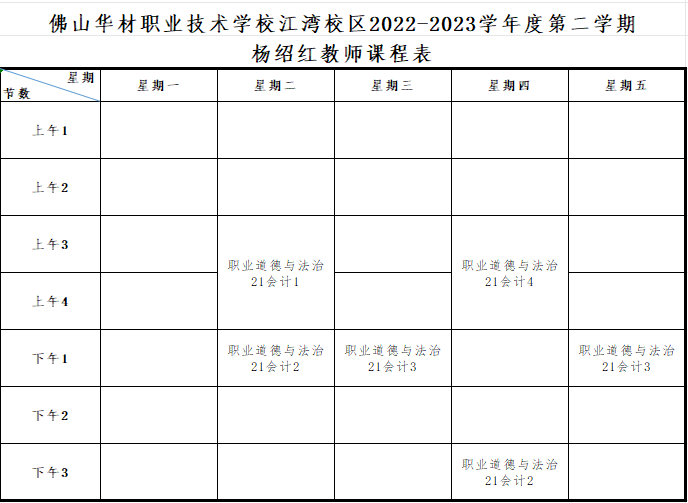 佛山华材职业技术学校江湾校区2022-2023学年度第二学期
杨绍红教师课程表
星期
节数
星期一
星期二
星期三
星期四
星期五
上午1
上午2
上午3
职业道德与法治
21会计1
职业道德与法治
21会计4
上午4
下午1
职业道德与法治
21会计2
职业道德与法治
21会计3
职业道德与法治
21会计3
下午2
下午3
职业道德与法治
21会计2